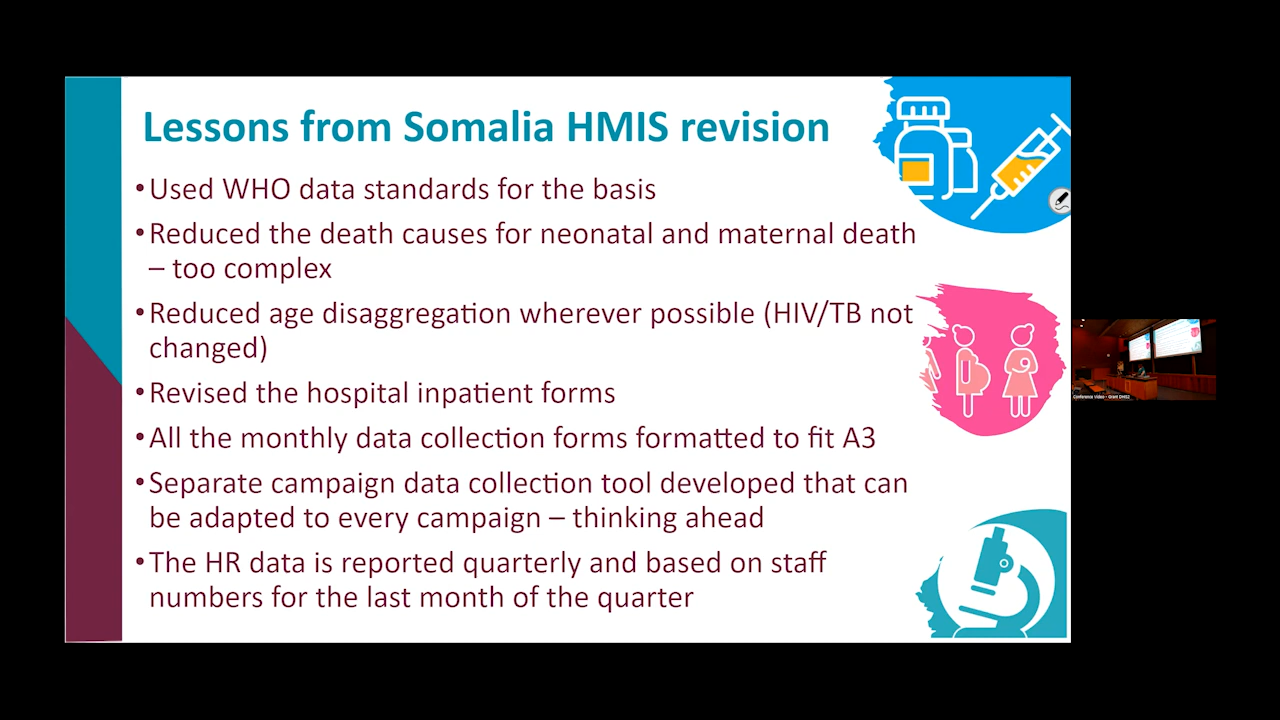 Lessons from Somalia HMIS revision
•Used WHO data standards for the basis
•Reduced the death causes for neonatal and maternal death
– too complex
•Reduced age disaggregation wherever possible (HIV/TB not
changed)
•Revised the hospital inpatient forms
•All the monthly data collection forms formatted to fit A3
•Separate campaign data collection tool developed that can
be adapted to every campaign – thinking ahead
•The HR data is reported quarterly and based on staff
numbers for the last month of the quarter
Conference Video - Grant DHIS2